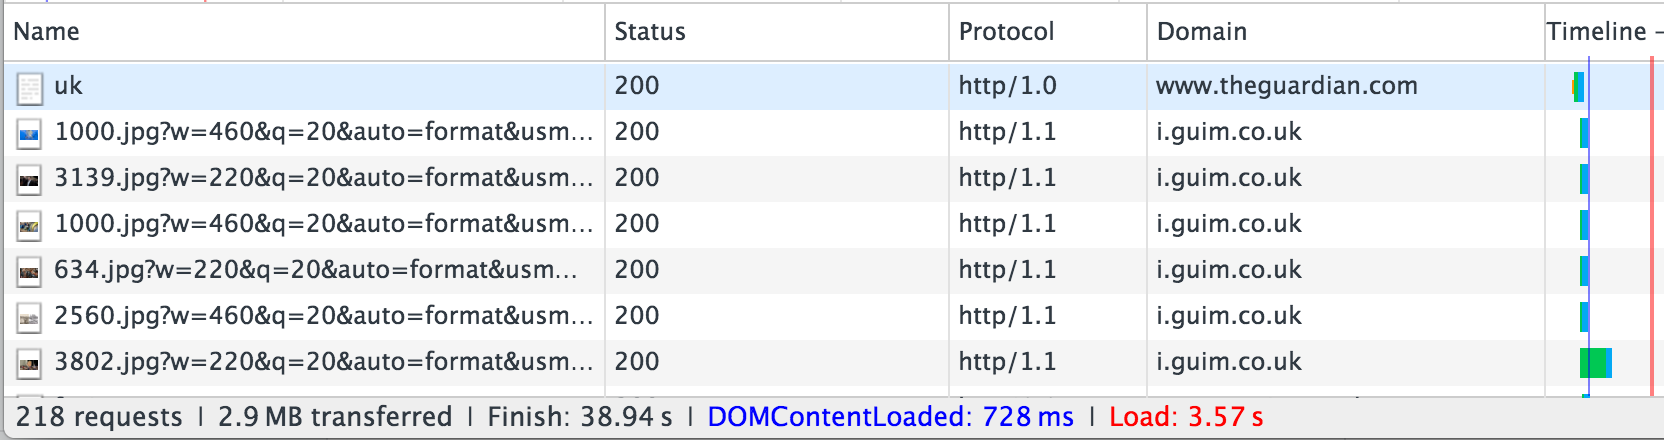 Name Status Protocol Domain Timeline –
uk 200 http/1.0 www.theguardian.com
1000.jpg?w=460&q=20&auto=format&usm... 200 http/1.1 i.guim.co.uk
3139.jpg?w=220&q=20&auto=format&usm... 200 http/1.1 i.guim.co.uk
1000.jpg?w=460&q=20&auto=format&usm... 200 http/1.1 i.guim.co.uk
634.jpg?w=220&q=20&auto=format&usm... 200 http/1.1 i.guim.co.uk
2560.jpg?w=460&q=20&auto=format&usm... 200 http/1.1 i.guim.co.uk
3802.jpg?w=220&q=20&auto=format&usm... 200 http/1.1 i.guim.co.uk
218 requests | 2.9 MB transferred | Finish: 38.94 s | DOMContentLoaded: 728 ms | Load: 3.57 s